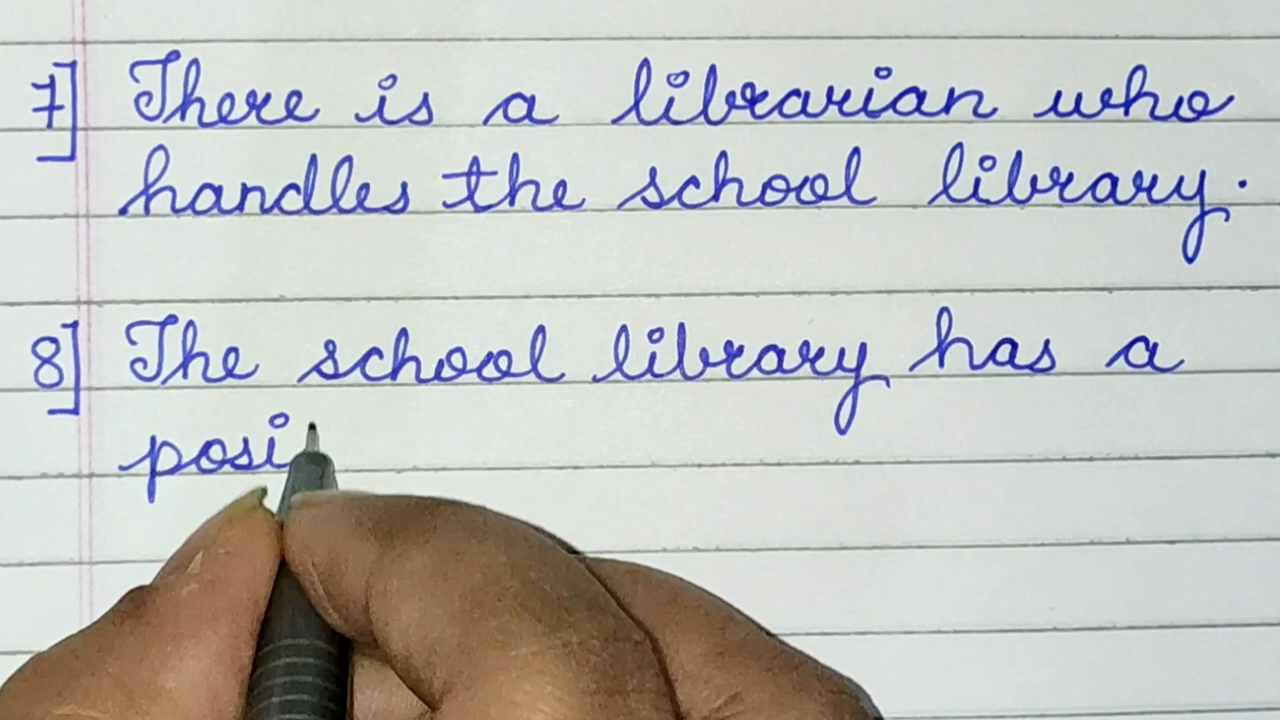 7] There is a librarian who
handles the school library.
8] The school library has a
posi